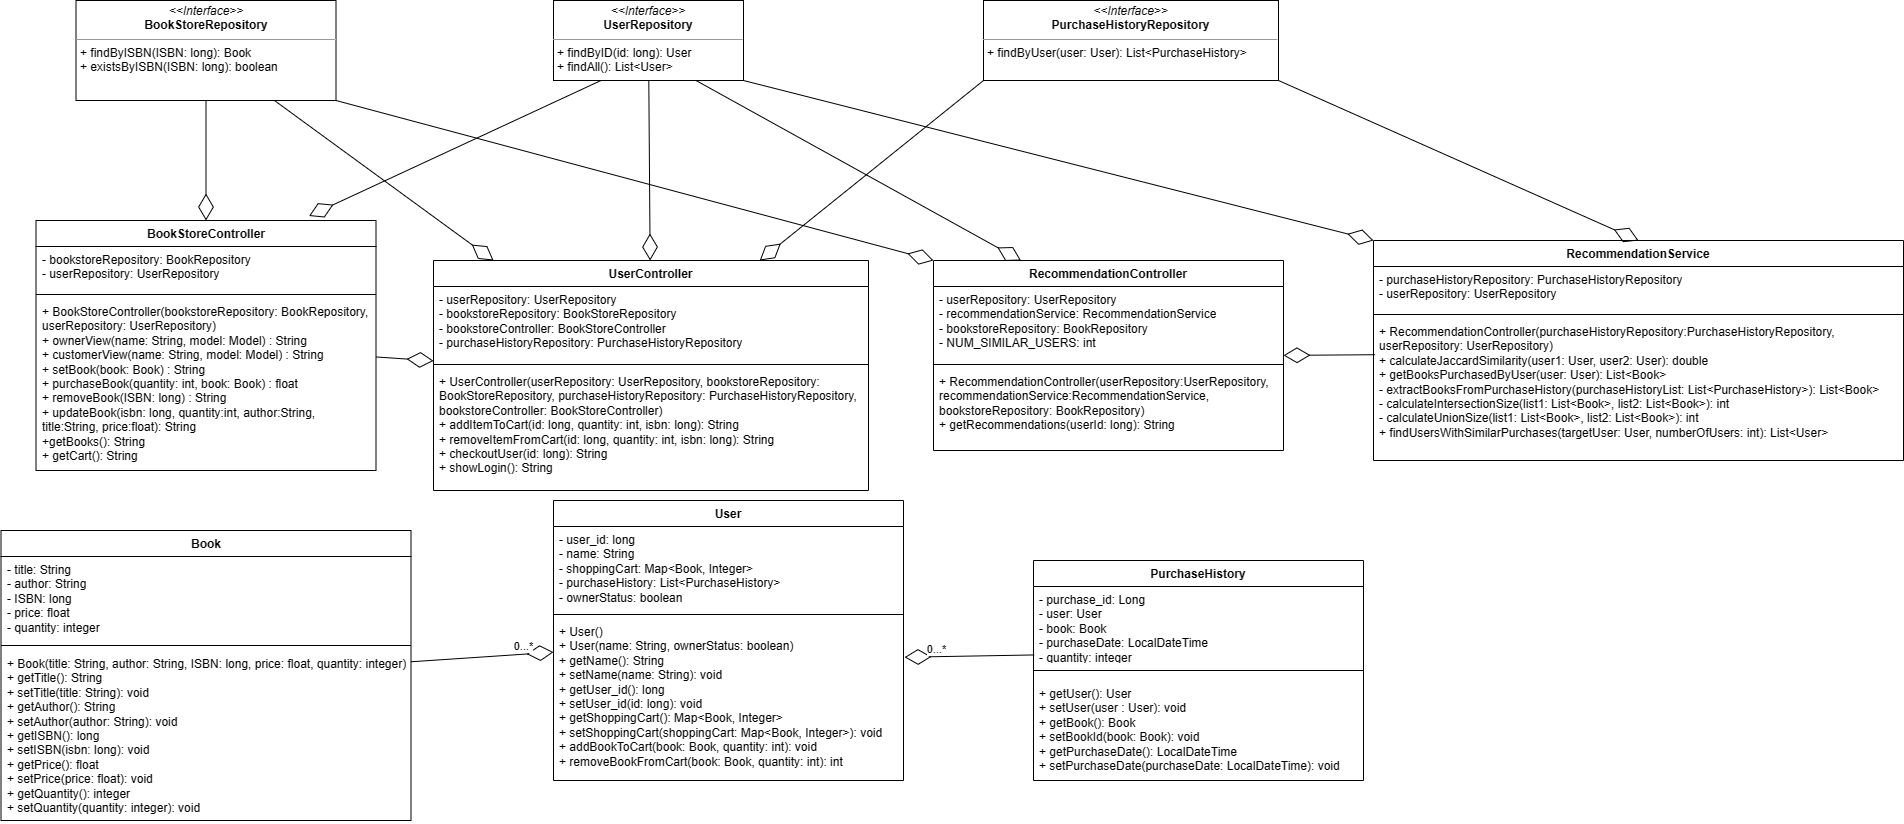 <<Interface>>
BookStoreRepository
+ findByISBN(ISBN: long): Book
+ existsByISBN(ISBN: long): boolean
<<Interface>>
UserRepository
+ findByID(id: long): User
+ findAll(): List<User>
<<Interface>>
PurchaseHistoryRepository
+ findByUser(user: User): List<PurchaseHistory>
BookStoreController
- bookstoreRepository: BookRepository
- userRepository: UserRepository
+ BookStoreController(bookstoreRepository: BookRepository,
userRepository: UserRepository)
+ ownerView(name: String, model: Model) : String
+ customerView(name: String, model: Model) : String
+ setBook(book: Book) : String
+ purchaseBook(quantity: int, book: Book) : float
+ removeBook(ISBN: long) : String
+ updateBook(isbn: long, quantity:int, author:String,
title:String, price:float): String
+getBooks(): String
+ getCart(): String
UserController
- userRepository: UserRepository
- bookstoreRepository: BookStoreRepository
- bookstoreController: BookStoreController
- purchaseHistoryRepository: PurchaseHistoryRepository
+ UserController(userRepository: UserRepository, bookstoreRepository:
BookStoreRepository, purchaseHistoryRepository: PurchaseHistoryRepository,
bookstoreController: BookStoreController)
+ addItemToCart(id: long, quantity: int, isbn: long): String
+ removeItemFromCart(id: long, quantity: int, isbn: long): String
+ checkoutUser(id: long): String
+ showLogin(): String
RecommendationController
- userRepository: UserRepository
- recommendationService: RecommendationService
- bookstoreRepository: BookRepository
- NUM_SIMILAR_USERS: int
+ RecommendationController(userRepository:UserRepository,
recommendationService:RecommendationService,
bookstoreRepository: BookRepository)
+ getRecommendations(userId: long): String
RecommendationService
- purchaseHistoryRepository: PurchaseHistoryRepository
- userRepository: UserRepository
+ RecommendationController(purchaseHistoryRepository:PurchaseHistoryRepository,
userRepository: UserRepository)
+ calculateJaccardSimilarity(user1: User, user2: User): double
+ getBooksPurchasedByUser(user: User): List<Book>
- extractBooksFromPurchaseHistory(purchaseHistoryList: List<PurchaseHistory>): List<Book>
- calculateIntersectionSize(list1: List<Book>, list2: List<Book>): int
- calculateUnionSize(list1: List<Book>, list2: List<Book>): int
+ findUsersWithSimilarPurchases(targetUser: User, numberOfUsers: int): List<User>
Book
- title: String
- author: String
- ISBN: long
- price: float
- quantity: integer
+ Book(title: String, author: String, ISBN: long, price: float, quantity: integer)
+ getTitle(): String
+ setTitle(title: String): void
+ getAuthor(): String
+ setAuthor(author: String): void
+ getISBN(): long
+ setISBN(isbn: long): void
+ getPrice(): float
+ setPrice(price: float): void
+ getQuantity(): integer
+ setQuantity(quantity: integer): void
0...*
User
- user_id: long
- name: String
- shoppingCart: Map<Book, Integer>
- purchaseHistory: List<PurchaseHistory>
- ownerStatus: boolean
+ User()
+ User(name: String, ownerStatus: boolean)
+ getName(): String
+ setName(name: String): void
+ getUser_id(): long
+ setUser_id(id: long): void
+ getShoppingCart(): Map<Book, Integer>
+ setShoppingCart(shoppingCart: Map<Book, Integer>): void
+ addBookToCart(book: Book, quantity: int): void
+ removeBookFromCart(book: Book, quantity: int): int
0...*
PurchaseHistory
- purchase_id: Long
- user: User
- book: Book
- purchaseDate: LocalDateTime
- quantity: integer
+ getUser(): User
+ setUser(user : User): void
+ getBook(): Book
+ setBookId(book: Book): void
+ getPurchaseDate(): LocalDateTime
+ setPurchaseDate(purchaseDate: LocalDateTime): void